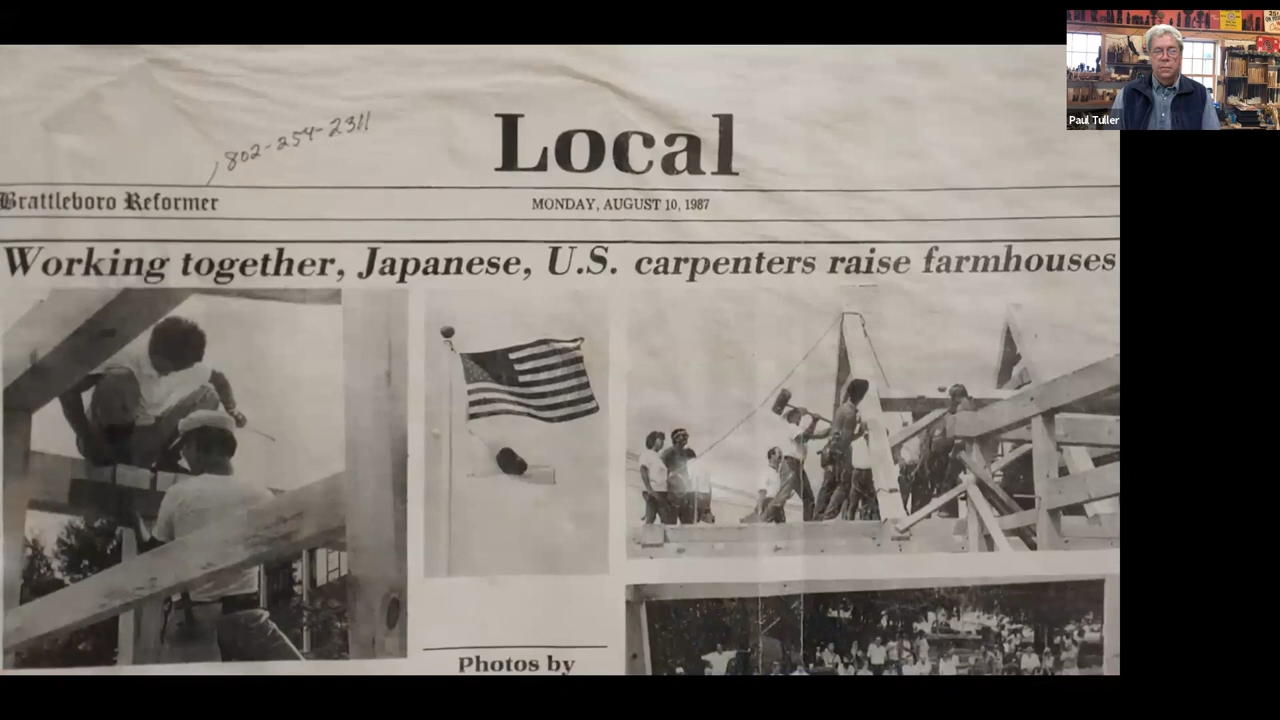 Paul Tuller
802-254-2311
Local
Brattleboro Reformer
MONDAY, AUGUST 10, 1987
Working together, Japanese, U.S. carpenters raise farmhouses
Photos by